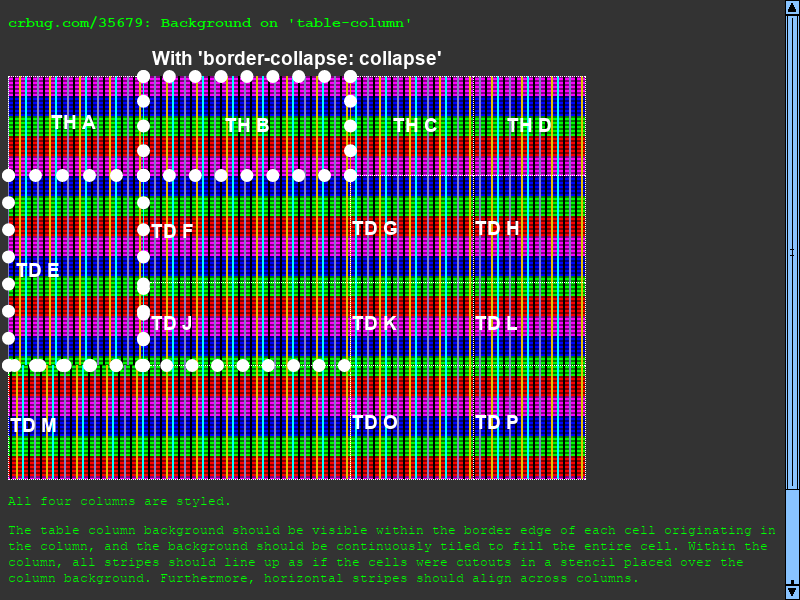 crbug.com/35679: Background on 'table-column'
With 'border-collapse: collapse'
TH A TH B TH C TH D
TD E TD F TD G TD H
TD J TD K TD L
TD M TD O TD P
All four columns are styled.
The table column background should be visible within the border edge of each cell originating in
the column, and the background should be continuously tiled to fill the entire cell. Within the
column, all stripes should line up as if the cells were cutouts in a stencil placed over the
column background. Furthermore, horizontal stripes should align across columns.